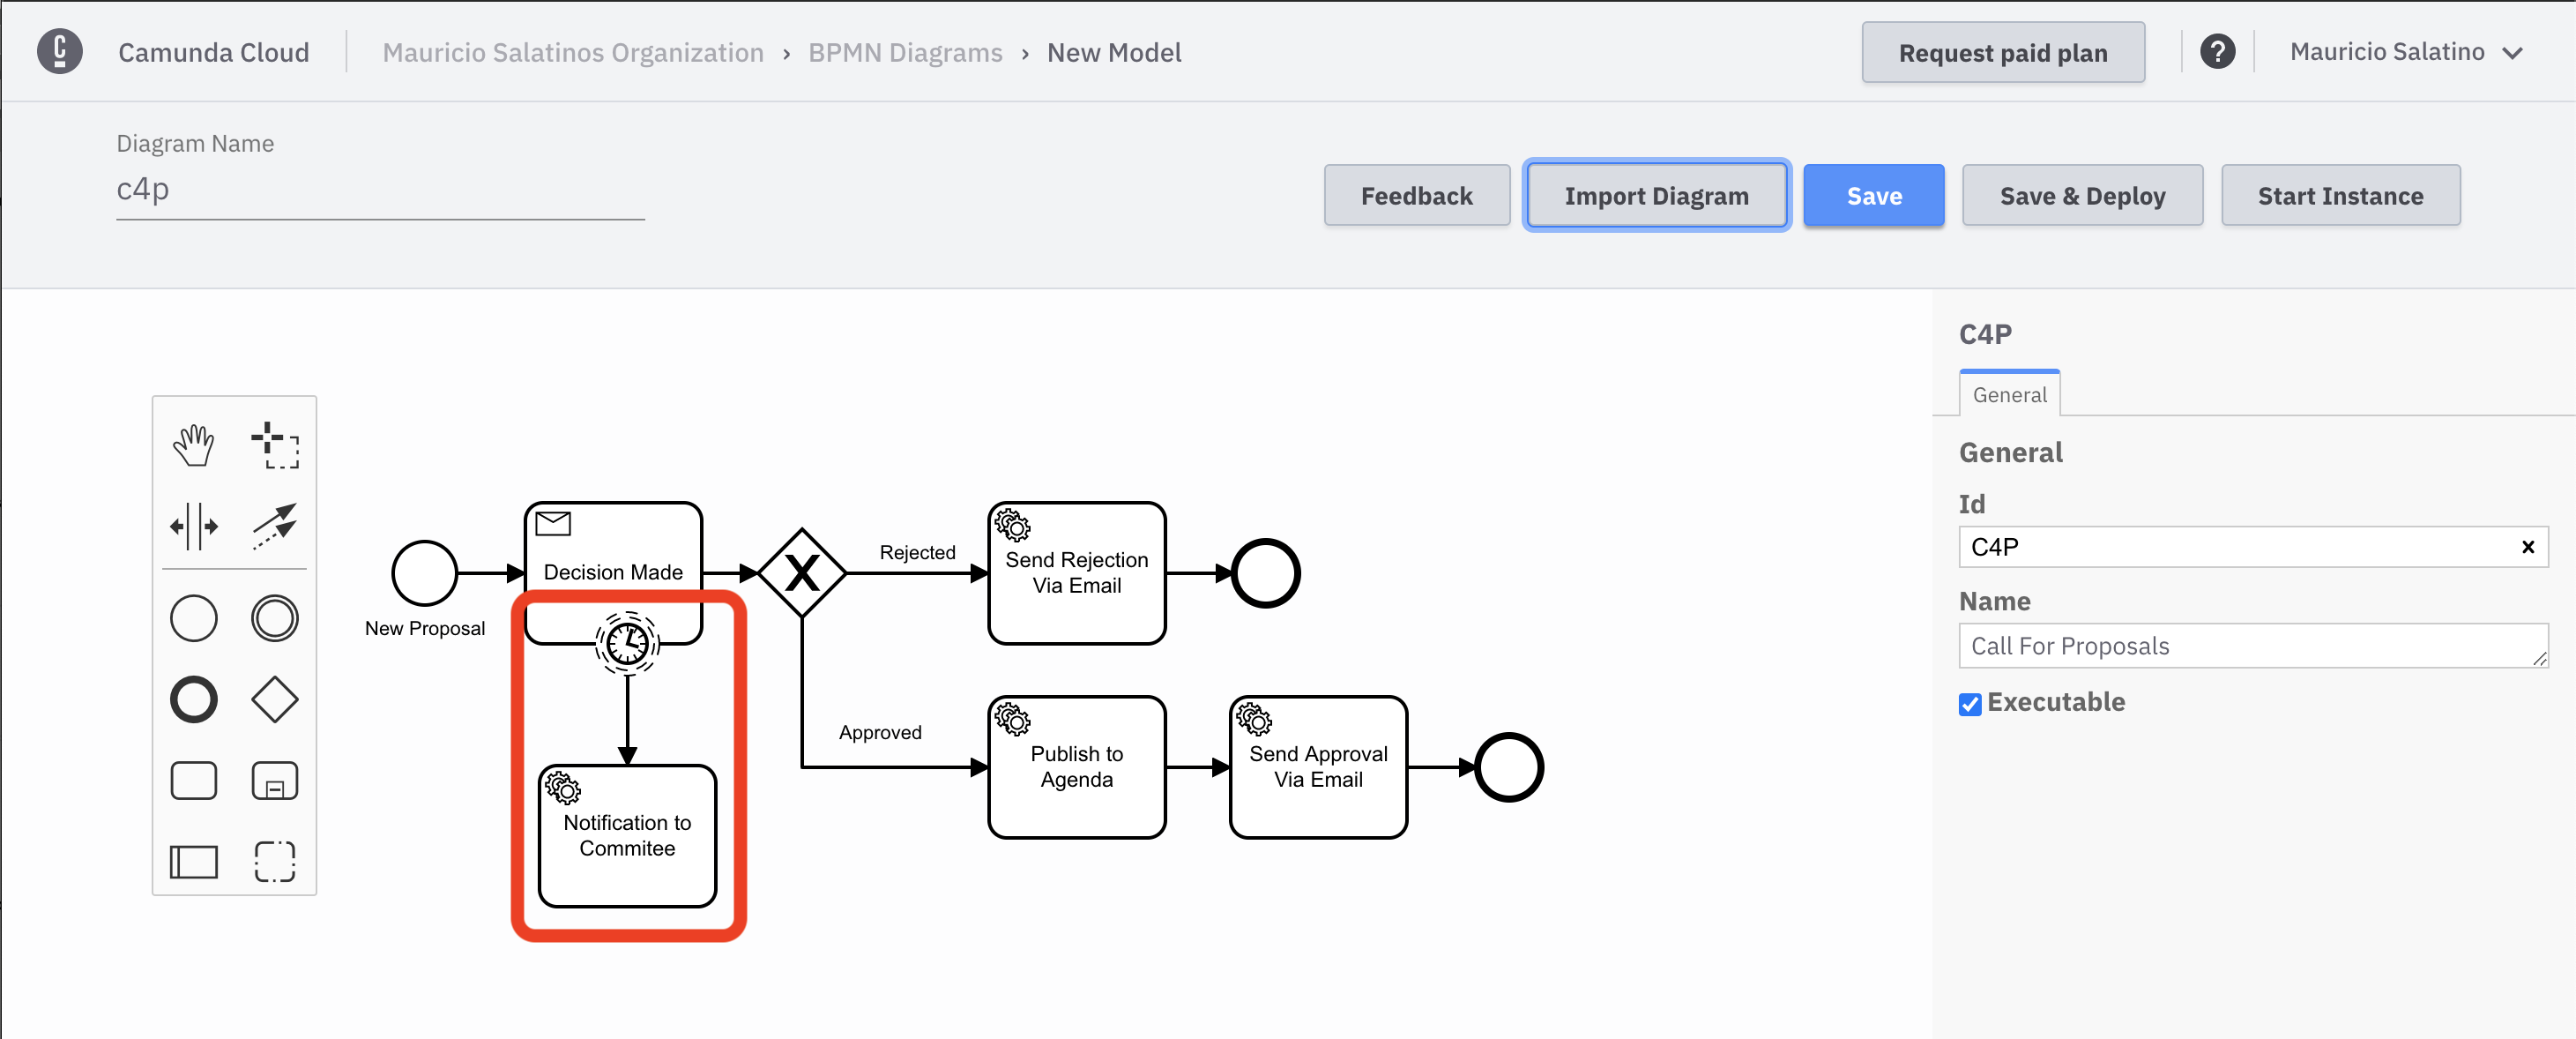 Camunda Cloud
Mauricio Salatinos Organization › BPMN Diagrams › New Model
Request paid plan
?
Mauricio Salatino
Diagram Name
c4p
Feedback
Import Diagram
Save
Save & Deploy
Start Instance
C4P
General
General
Id
C4P
Name
Call For Proposals
Executable
New Proposal
Decision Made
Rejected
Send Rejection
Via Email
Approved
Publish to
Agenda
Send Approval
Via Email
Notification to
Commitee